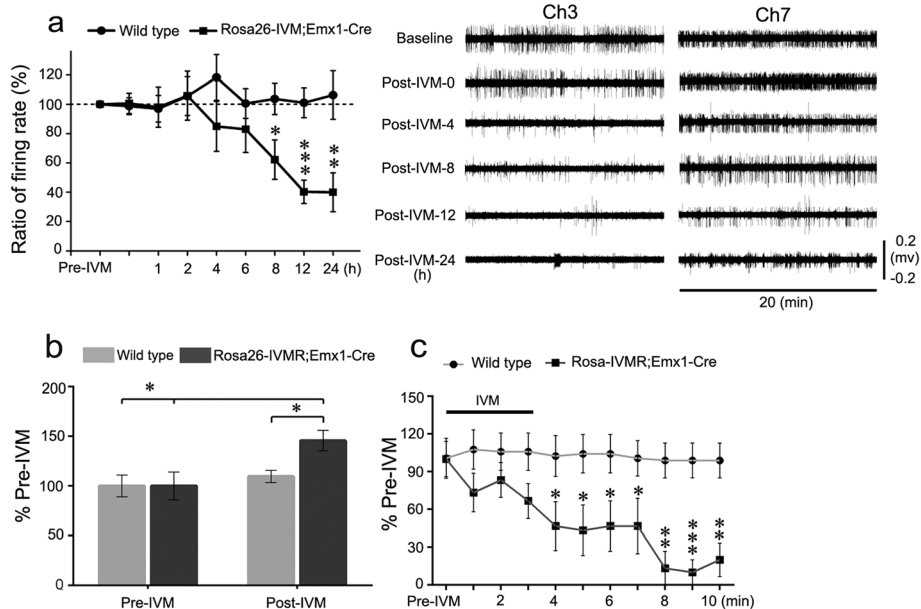 a
Wild type
Rosa26-IVM;Emx1-Cre
Ratio of firing rate (%)
120
100
80
60
40
20
0
*
***
**
Pre-IVM 1 2 4 6 8 12 24 (h)
Ch3 Ch7
Baseline
Post-IVM-0
Post-IVM-4
Post-IVM-8
Post-IVM-12
Post-IVM-24
(h)
0.2
(mv)
-0.2
20 (min)
b
Wild type
Rosa26-IVMR;Emx1-Cre
% Pre-IVM
200
150
100
50
0
*
*
Pre-IVM Post-IVM
c
Wild type
Rosa-IVMR;Emx1-Cre
IVM
% Pre-IVM
150
120
90
60
30
0
* * * *
** *** **
Pre-IVM 2 4 6 8 10 (min)